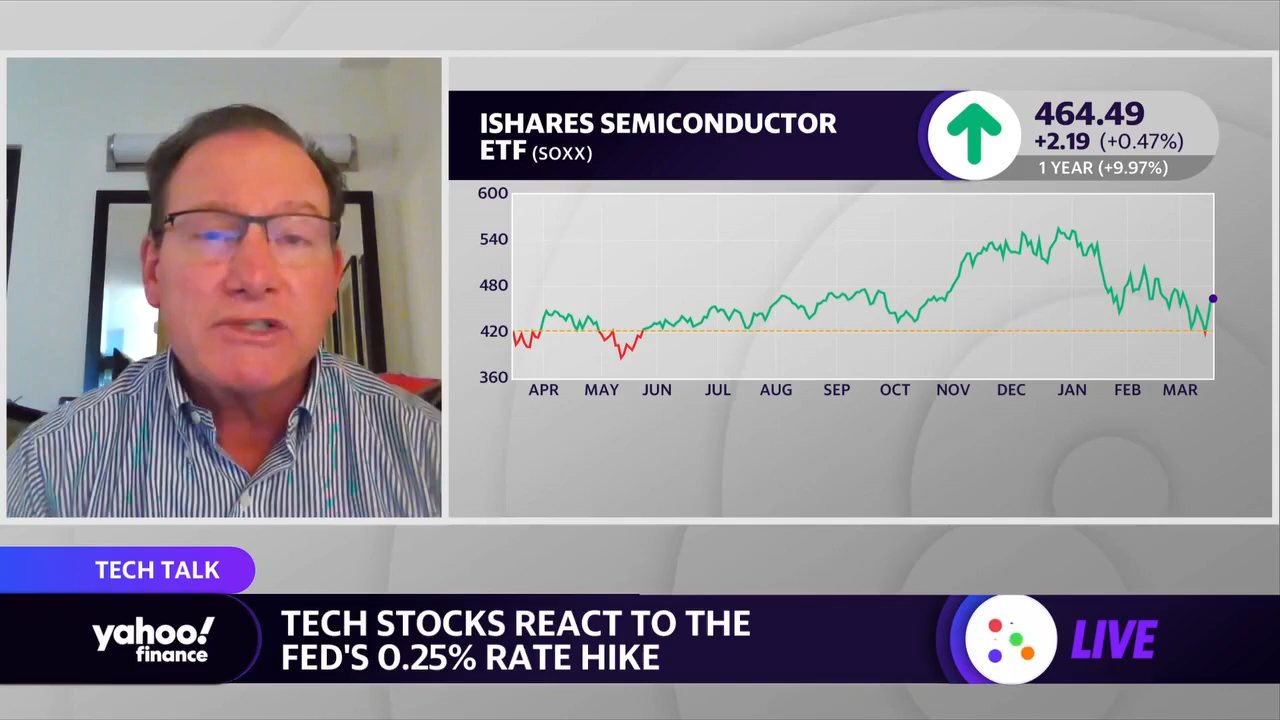 ISHARES SEMICONDUCTOR
ETF (SOXX)
464.49
+2.19 (+0.47%)
1 YEAR (+9.97%)
600
540
480
420
360
APR MAY JUN JUL AUG SEP OCT NOV DEC JAN FEB MAR
TECH TALK
yahoo!
finance
TECH STOCKS REACT TO THE
FED'S 0.25% RATE HIKE
LIVE